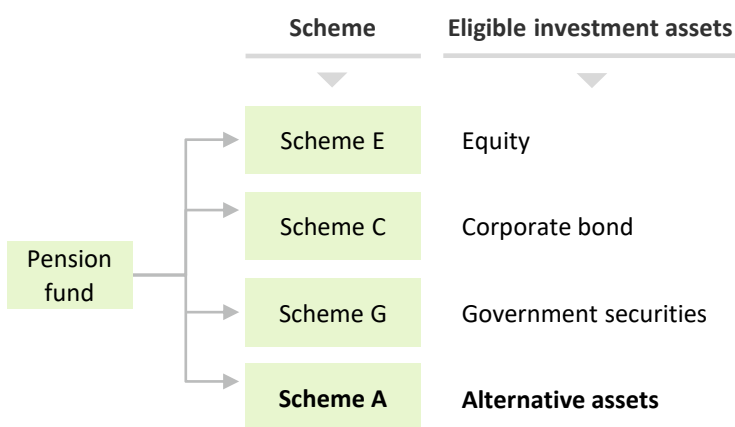 Scheme
Eligible investment assets
Scheme E
Equity
Scheme C
Corporate bond
Pension
fund
Scheme G
Government securities
Scheme A
Alternative assets